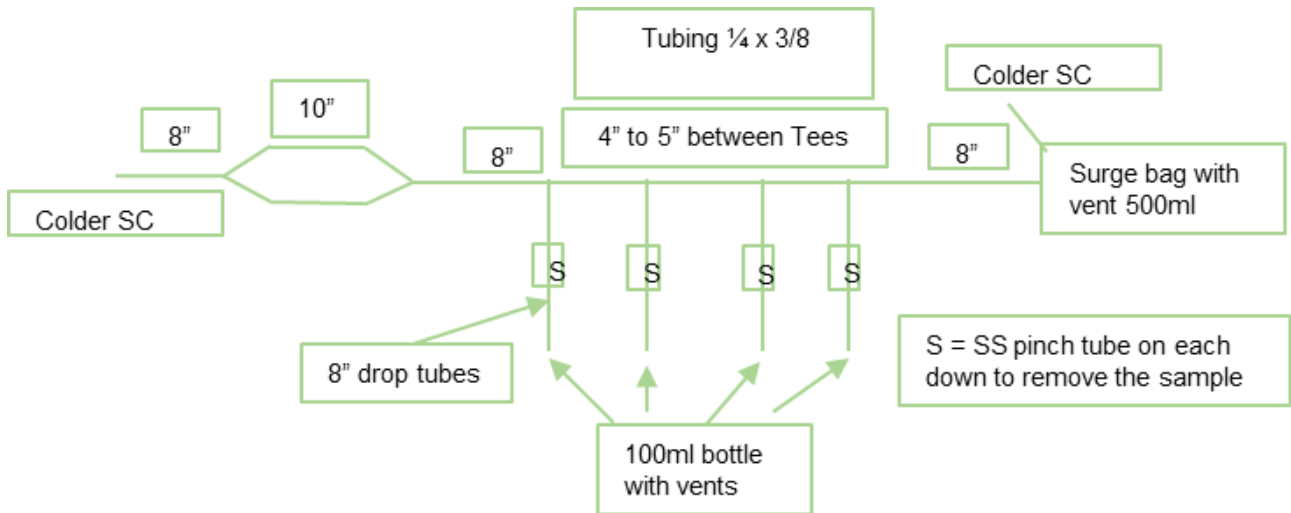 Tubing ¼ x 3/8
Colder SC
10”
8”
4” to 5” between Tees
8”
8”
Surge bag with
vent 500ml
Colder SC
S
S
S
S
8” drop tubes
S = SS pinch tube on each
down to remove the sample
100ml bottle
with vents